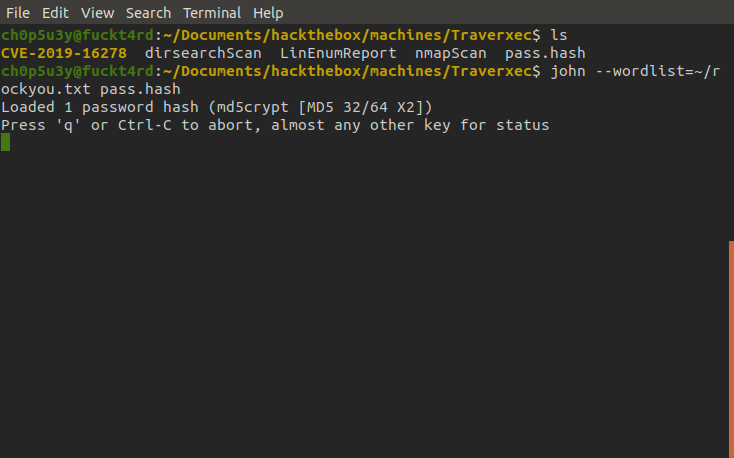 File Edit View Search Terminal Help
ch0p5u3y@fuckt4rd:~/Documents/hackthebox/machines/Traverxec$ ls
CVE-2019-16278 dirsearchScan LinEnumReport nmapScan pass.hash
ch0p5u3y@fuckt4rd:~/Documents/hackthebox/machines/Traverxec$ john --wordlist=~/r
ockyou.txt pass.hash
Loaded 1 password hash (md5crypt [MD5 32/64 X2])
Press 'q' or Ctrl-C to abort, almost any other key for status